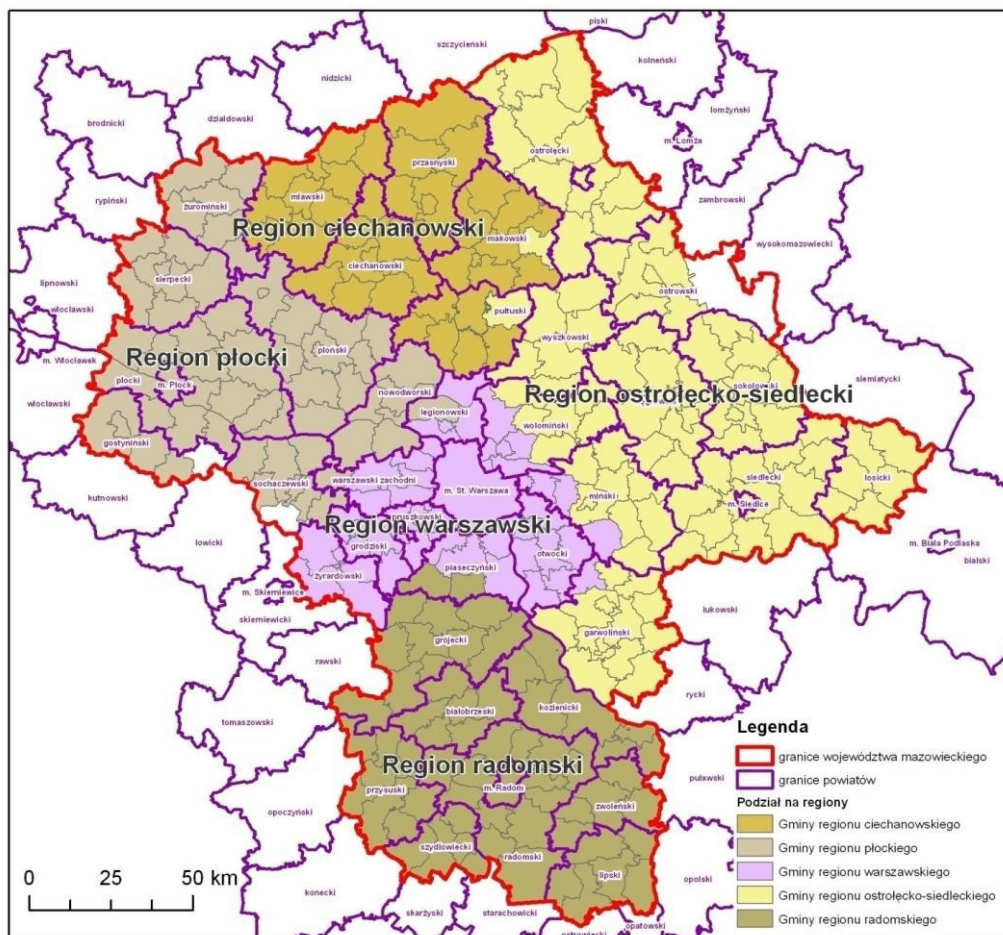 piski
szczycieński
kolneński
nidzicki
łomżyński
działdowski
brodnicki
m. Łomża
ostrołęcki
przasnyski
rypiński
mławski
zambrowski
żuromiński
Region ciechanowski
makowski
wysokomazowiecki
ciechanowski
sierpecki
lipnowski
ostrowski
włocławski
pułtuski
wyszkowski
płoński
Region płocki
m. Włocławek
płocki
m. Płock
sokołowski
siemiatycki
Region ostrołęcko-siedlecki
nowodworski
włocławski
legionowski
wołomiński
gostyniński
siedlecki
łosicki
sochaczewski
warszawski zachodni
m. St. Warszawa
kutnowski
miński
m. Siedlce
pruszkowski
Region warszawski
łowicki
grodziski
otwocki
m. Biała Podlaska
bialski
żyrardowski
piaseczyński
m. Skierniewice
skierniewicki
łukowski
grojecki
garwoliński
rawski
rycki
tomaszowski
białobrzeski
kozienicki
Region radomski
m. Radom
przysuski
puławski
zwoleński
opoczyński
szydłowiecki
radomski
lipski
opolski
konecki
skarżyski
starachowicki
ostrowiecki
opatowski
Legenda
granice województwa mazowieckiego
granice powiatów
Podział na regiony
Gminy regionu ciechanowskiego
Gminy regionu płockiego
Gminy regionu warszawskiego
Gminy regionu ostrołęcko-siedleckiego
Gminy regionu radomskiego
0 25 50 km